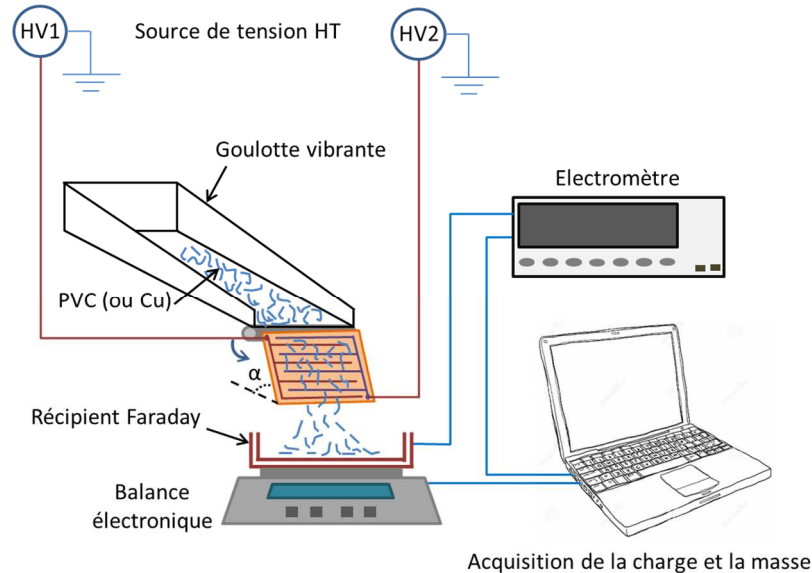 HV1
Source de tension HT
HV2
Goulotte vibrante
Electromètre
PVC (ou Cu)
α
Récipient Faraday
Balance
électronique
Acquisition de la charge et la masse